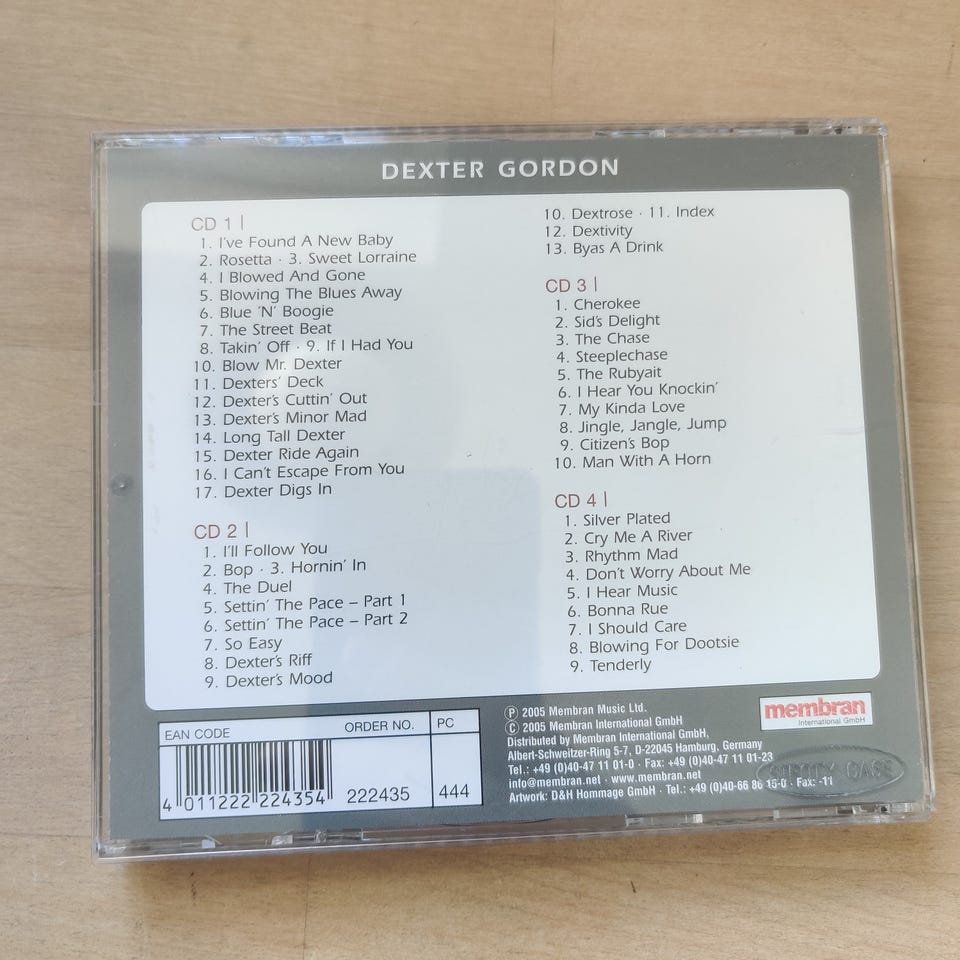 DEXTER GORDON
CD 1 |
1. I've Found A New Baby
2. Rosetta · 3. Sweet Lorraine
4. I Blowed And Gone
5. Blowing The Blues Away
6. Blue 'N' Boogie
7. The Street Beat
8. Takin' Off · 9. If I Had You
10. Blow Mr. Dexter
11. Dexters' Deck
12. Dexter's Cuttin' Out
13. Dexter's Minor Mad
14. Long Tall Dexter
15. Dexter Ride Again
16. I Can't Escape From You
17. Dexter Digs In
CD 2 |
1. I'll Follow You
2. Bop · 3. Hornin' In
4. The Duel
5. Settin' The Pace – Part 1
6. Settin' The Pace – Part 2
7. So Easy
8. Dexter's Riff
9. Dexter's Mood
10. Dextrose · 11. Index
12. Dextivity
13. Byas A Drink
CD 3 |
1. Cherokee
2. Sid's Delight
3. The Chase
4. Steeplechase
5. The Rubyait
6. I Hear You Knockin'
7. My Kinda Love
8. Jingle, Jangle, Jump
9. Citizen's Bop
10. Man With A Horn
CD 4 |
1. Silver Plated
2. Cry Me A River
3. Rhythm Mad
4. Don't Worry About Me
5. I Hear Music
6. Bonna Rue
7. I Should Care
8. Blowing For Dootsie
9. Tenderly
EAN CODE
ORDER NO.
PC
4 011222 224354
222435
444
℗ 2005 Membran Music Ltd.
© 2005 Membran International GmbH
Distributed by Membran International GmbH,
Albert-Schweitzer-Ring 5-7, D-22045 Hamburg, Germany
Tel.: +49 (0)40-47 11 01-0 · Fax: +49 (0)40-47 11 01-23
info@membran.net · www.membran.net
Artwork: D&H Hommage GmbH · Tel.: +49 (0)40-66 86 15-0 · Fax: -11
membran
International GmbH
CASE